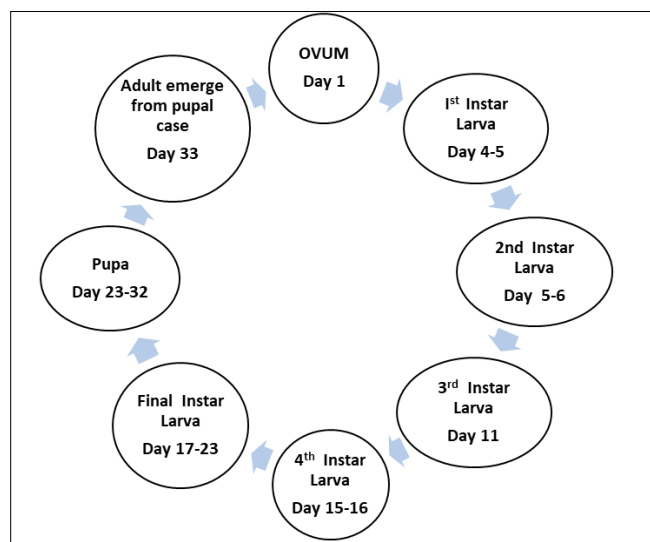 OVUM
Day 1
Ist Instar
Larva
Day 4-5
2nd Instar
Larva
Day 5-6
3rd Instar
Larva
Day 11
4th Instar
Larva
Day 15-16
Final Instar
Larva
Day 17-23
Pupa
Day 23-32
Adult emerge
from pupal
case
Day 33